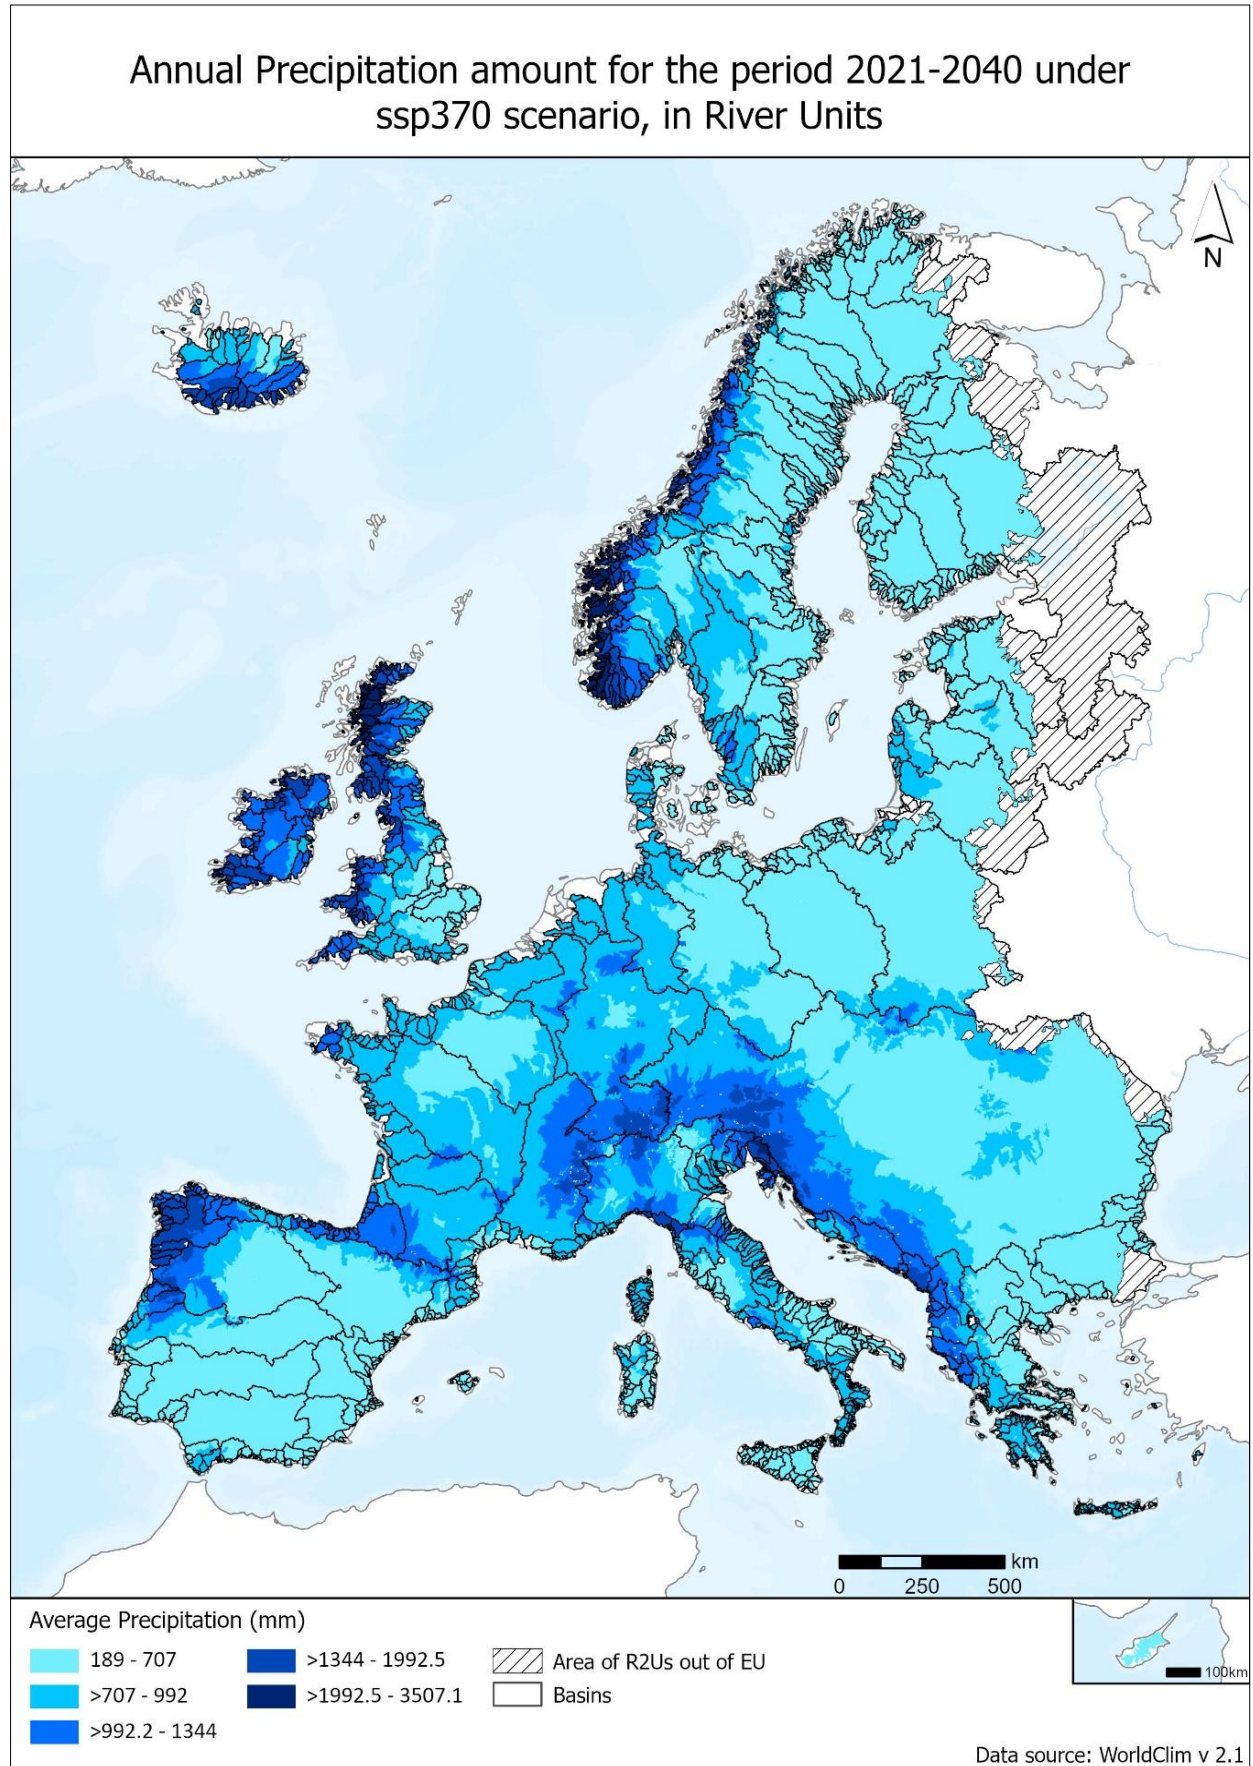 Annual Precipitation amount for the period 2021-2040 under
ssp370 scenario, in River Units
N
km
0 250 500
Average Precipitation (mm)
189 - 707
>707 - 992
>992.2 - 1344
>1344 - 1992.5
>1992.5 - 3507.1
Area of R2Us out of EU
Basins
100km
Data source: WorldClim v 2.1